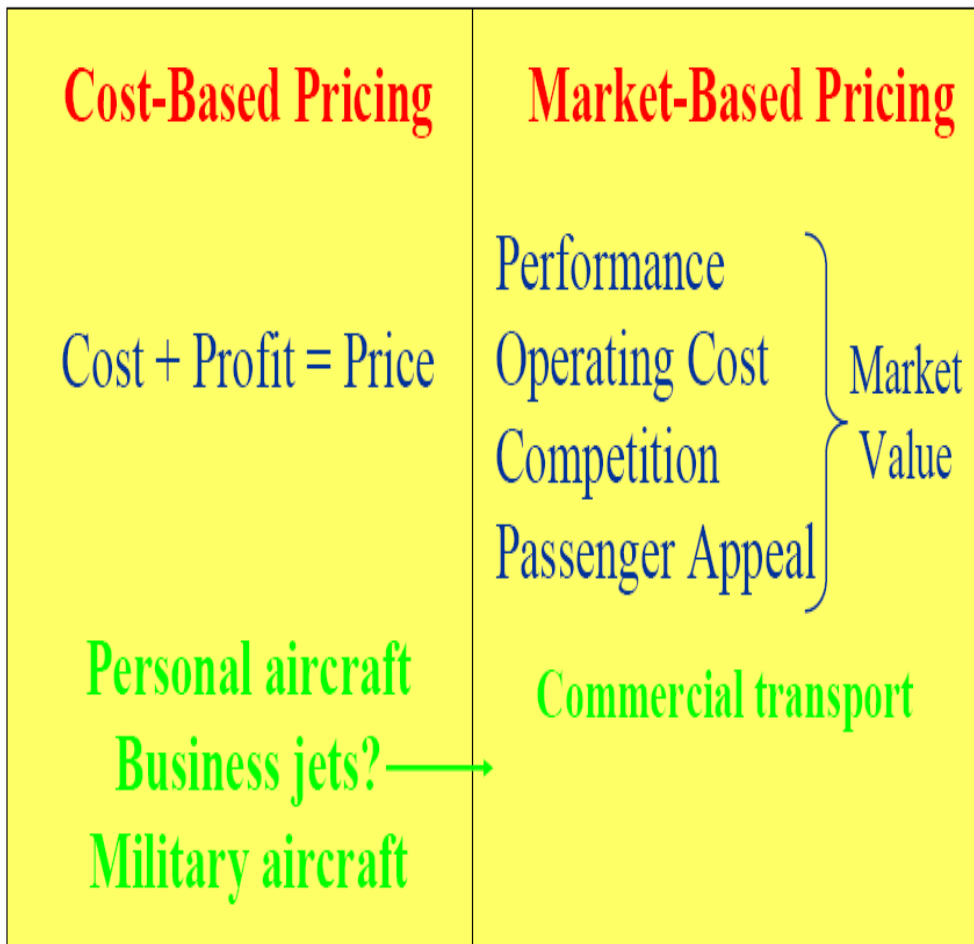 Cost-Based Pricing
Cost + Profit = Price
Personal aircraft
Business jets?
Military aircraft
Market-Based Pricing
Performance
Operating Cost
Competition
Passenger Appeal
Market
Value
Commercial transport